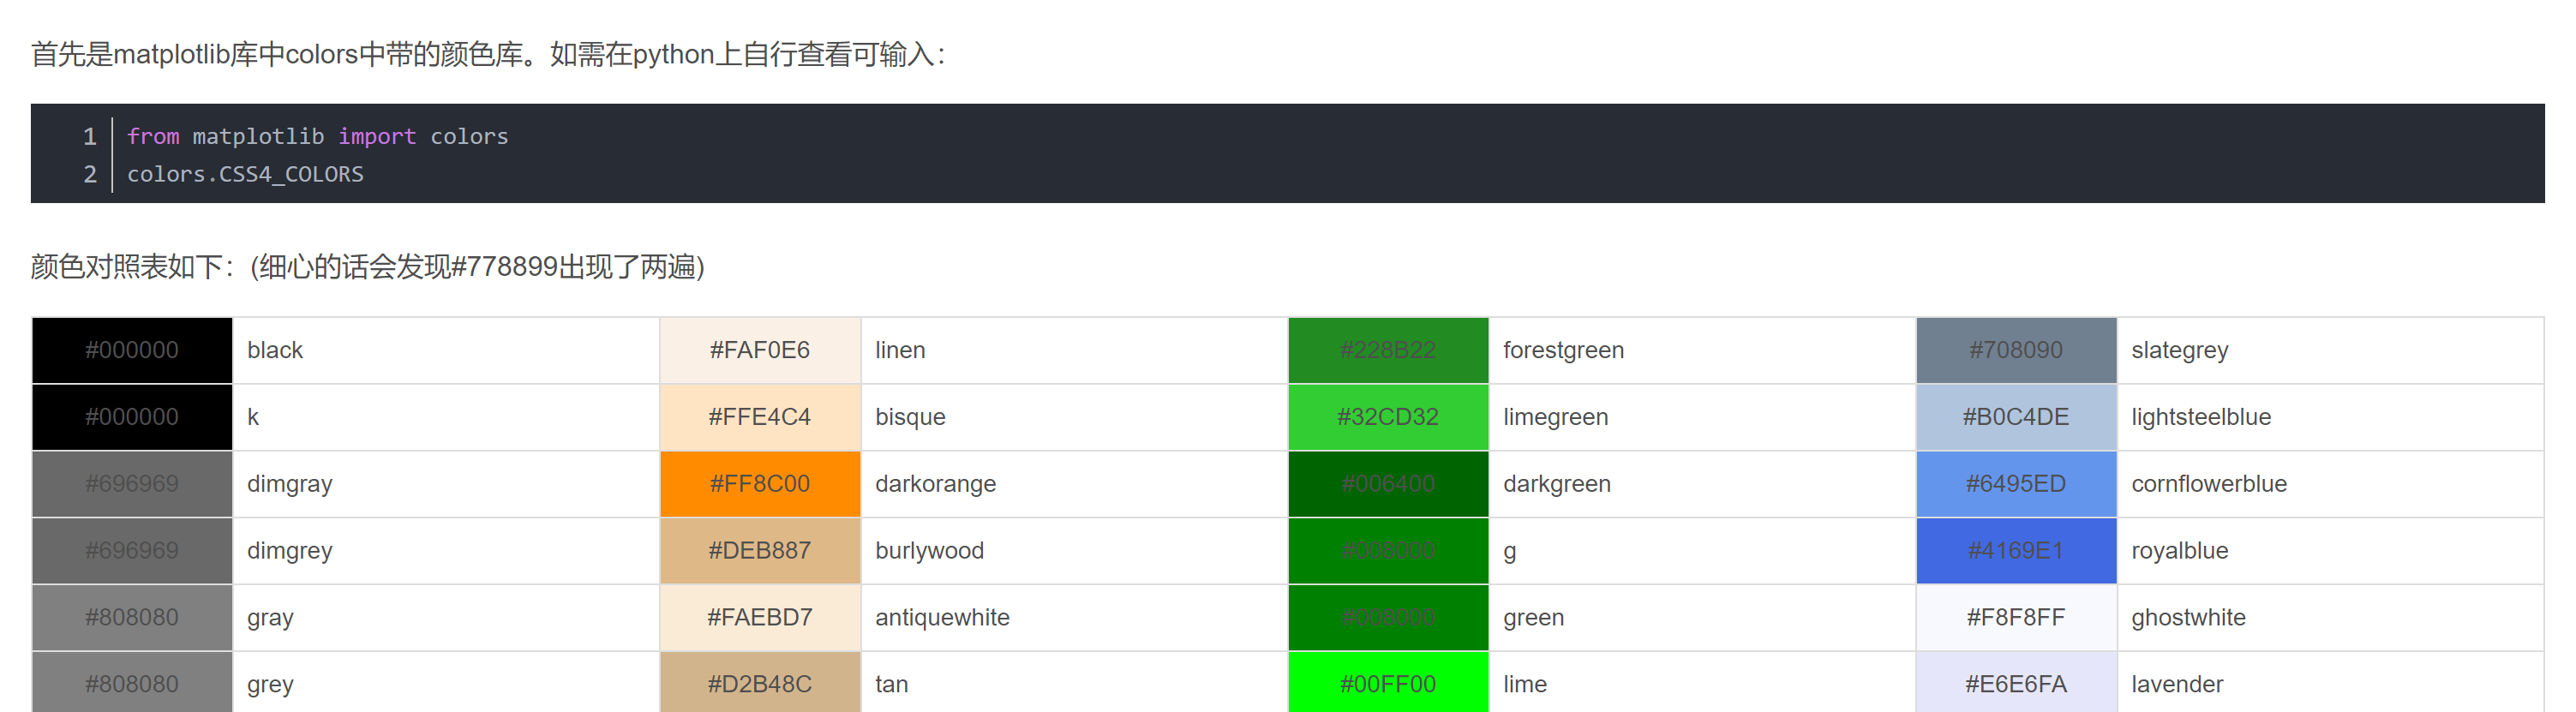 首先是matplotlib库中colors中带的颜色库。如需在python上自行查看可输入：
1 from matplotlib import colors
2 colors.CSS4_COLORS
颜色对照表如下：(细心的话会发现#778899出现了两遍)
#000000 black #FAF0E6 linen #228B22 forestgreen #708090 slategrey
#000000 k #FFE4C4 bisque #32CD32 limegreen #B0C4DE lightsteelblue
#696969 dimgray #FF8C00 darkorange #006400 darkgreen #6495ED cornflowerblue
#696969 dimgrey #DEB887 burlywood #008000 g #4169E1 royalblue
#808080 gray #FAEBD7 antiquewhite #008000 green #F8F8FF ghostwhite
#808080 grey #D2B48C tan #00FF00 lime #E6E6FA lavender